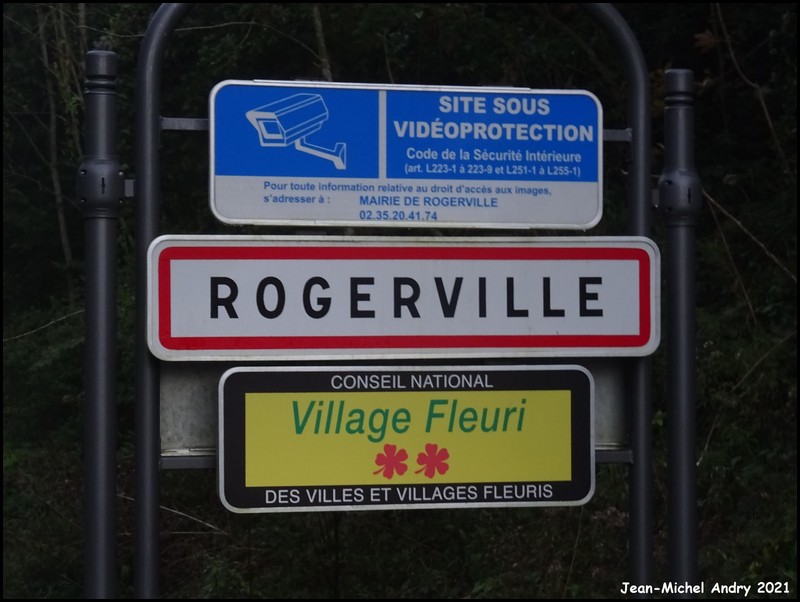 SITE SOUS
VIDÉOPROTECTION
Code de la Sécurité Intérieure
(art. L223-1 à 223-9 et L251-1 à L255-1)
Pour toute information relative au droit d'accès aux images,
s'adresser à : MAIRIE DE ROGERVILLE
02.35.20.41.74
ROGERVILLE
CONSEIL NATIONAL
Village Fleuri
DES VILLES ET VILLAGES FLEURIS
Jean-Michel Andry 2021